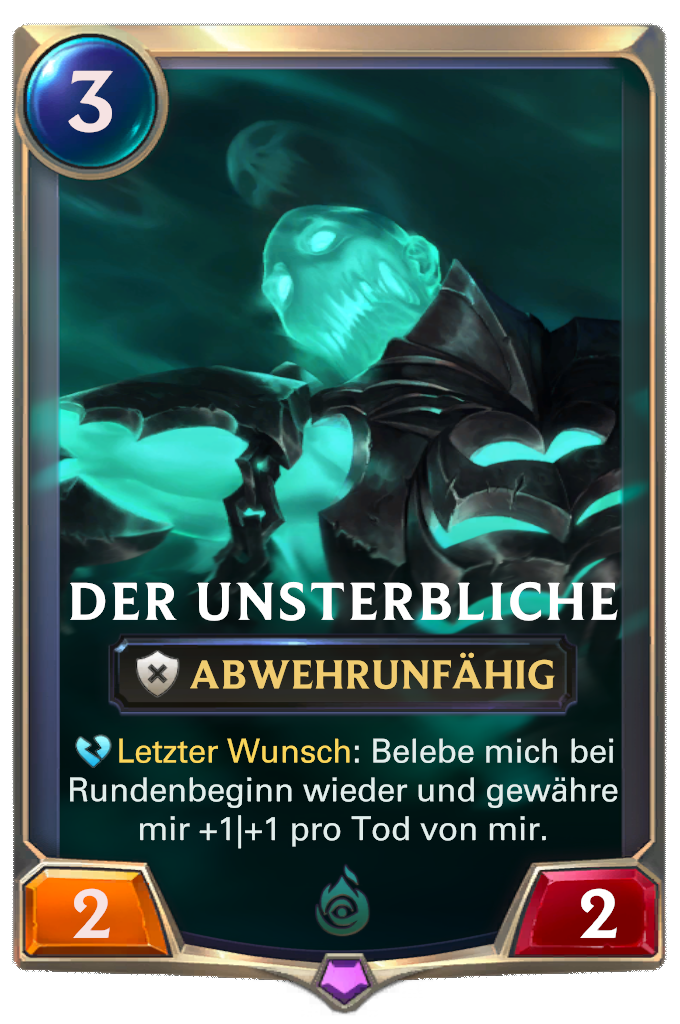 3
DER UNSTERBLICHE
ABWEHRUNFÄHIG
Letzter Wunsch: Belebe mich bei
Rundenbeginn wieder und gewähre
mir +1|+1 pro Tod von mir.
2
2